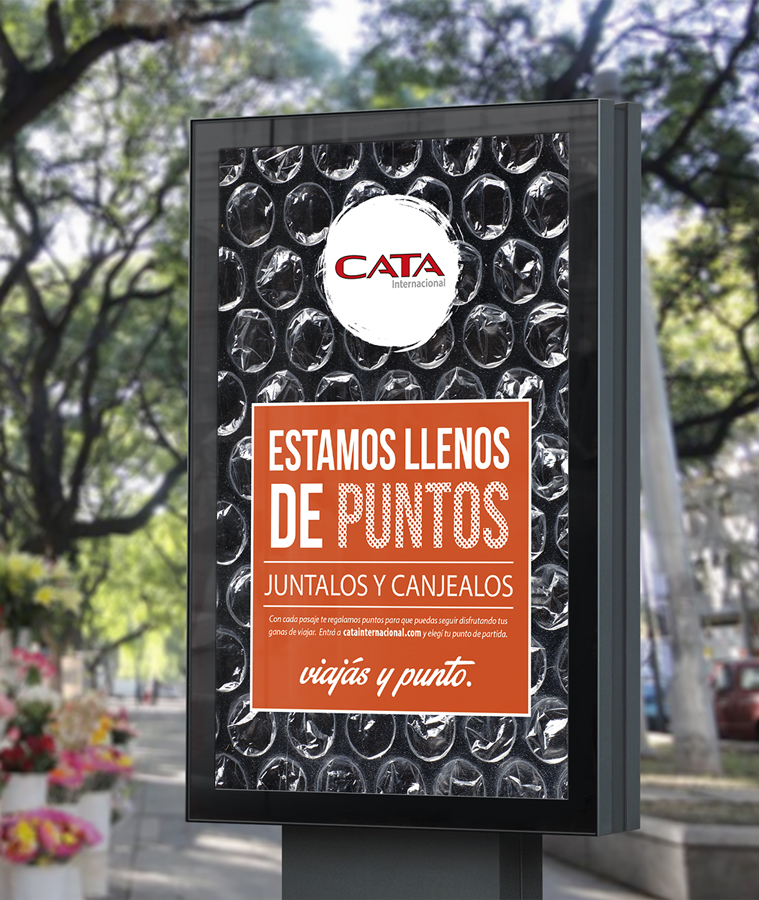 CATA
Internacional
ESTAMOS LLENOS
DE PUNTOS
JUNTALOS Y CANJEALOS
Con cada pasaje te regalamos puntos para que puedas seguir disfrutando tus
ganas de viajar. Entrá a catainternacional.com y elegí tu punto de partida.
viajás y punto.